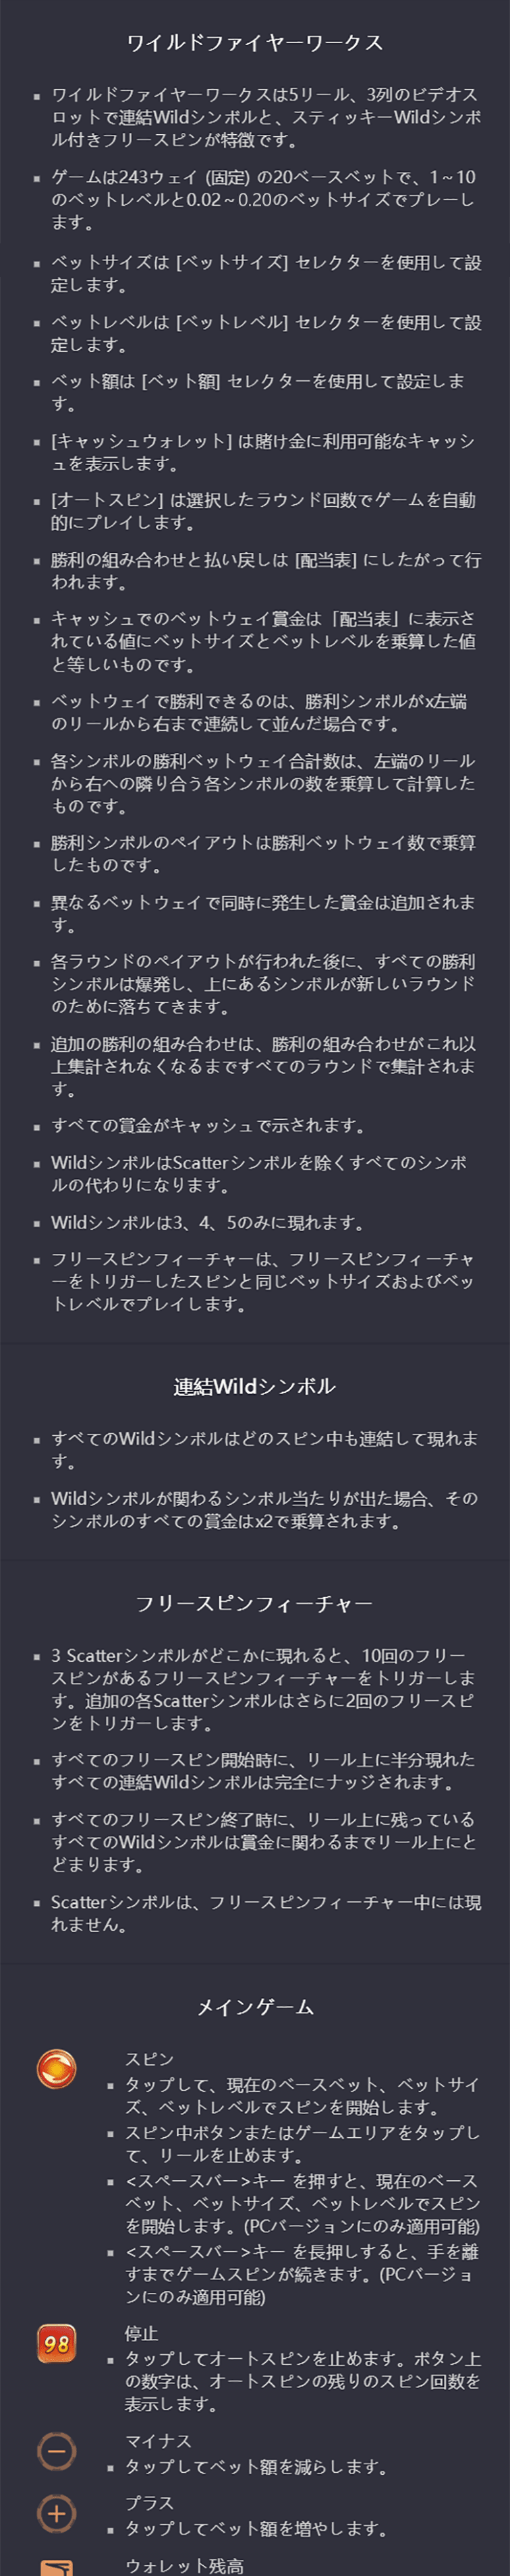 ワイルドファイヤーワークス
▪ ワイルドファイヤーワークスは5リール、3列のビデオス
ロットで連結Wildシンボルと、スティッキーWildシンボ
ル付きフリースピンが特徴です。
▪ ゲームは243ウェイ (固定) の20ベースベットで、1～10
のベットレベルと0.02～0.20のベットサイズでプレーし
ます。
▪ ベットサイズは [ベットサイズ] セレクターを使用して設
定します。
▪ ベットレベルは [ベットレベル] セレクターを使用して設
定します。
▪ ベット額は [ベット額] セレクターを使用して設定しま
す。
▪ [キャッシュウォレット] は賭け金に利用可能なキャッシ
ュを表示します。
▪ [オートスピン] は選択したラウンド回数でゲームを自動
的にプレイします。
▪ 勝利の組み合わせと払い戻しは [配当表] にしたがって行
われます。
▪ キャッシュでのベットウェイ賞金は「配当表」に表示さ
れている値にベットサイズとベットレベルを乗算した値
と等しいものです。
▪ ベットウェイで勝利できるのは、勝利シンボルがx左端
のリールから右まで連続して並んだ場合です。
▪ 各シンボルの勝利ベットウェイ合計数は、左端のリール
から右への隣り合う各シンボルの数を乗算して計算した
ものです。
▪ 勝利シンボルのペイアウトは勝利ベットウェイ数で乗算
したものです。
▪ 異なるベットウェイで同時に発生した賞金は追加されま
す。
▪ 各ラウンドのペイアウトが行われた後に、すべての勝利
シンボルは爆発し、上にあるシンボルが新しいラウンド
のために落ちてきます。
▪ 追加の勝利の組み合わせは、勝利の組み合わせがこれ以
上集計されなくなるまですべてのラウンドで集計されま
す。
▪ すべての賞金がキャッシュで示されます。
▪ WildシンボルはScatterシンボルを除くすべてのシンボ
ルの代わりになります。
▪ Wildシンボルは3、4、5のみに現れます。
▪ フリースピンフィーチャーは、フリースピンフィーチャ
ーをトリガーしたスピンと同じベットサイズおよびベッ
トレベルでプレイします。
連結Wildシンボル
▪ すべてのWildシンボルはどのスピン中も連結して現れま
す。
▪ Wildシンボルが関わるシンボル当たりが出た場合、その
シンボルのすべての賞金はx2で乗算されます。
フリースピンフィーチャー
▪ 3 Scatterシンボルがどこかに現れると、10回のフリー
スピンがあるフリースピンフィーチャーをトリガーしま
す。追加の各Scatterシンボルはさらに2回のフリースピ
ンをトリガーします。
▪ すべてのフリースピン開始時に、リール上に半分現れた
すべての連結Wildシンボルは完全にナッジされます。
▪ すべてのフリースピン終了時に、リール上に残っている
すべてのWildシンボルは賞金に関わるまでリール上にと
どまります。
▪ Scatterシンボルは、フリースピンフィーチャー中には現
れません。
メインゲーム
スピン
▪ タップして、現在のベースベット、ベットサイ
ズ、ベットレベルでスピンを開始します。
▪ スピン中ボタンまたはゲームエリアをタップし
て、リールを止めます。
▪ <スペースバー>キー を押すと、現在のベース
ベット、ベットサイズ、ベットレベルでスピン
を開始します。(PCバージョンにのみ適用可能)
▪ <スペースバー>キー を長押しすると、手を離
すまでゲームスピンが続きます。(PCバージョ
ンにのみ適用可能)
98
停止
▪ タップしてオートスピンを止めます。ボタン上
の数字は、オートスピンの残りのスピン回数を
表示します。
マイナス
▪ タップしてベット額を減らします。
プラス
▪ タップしてベット額を増やします。
ウォレット残高